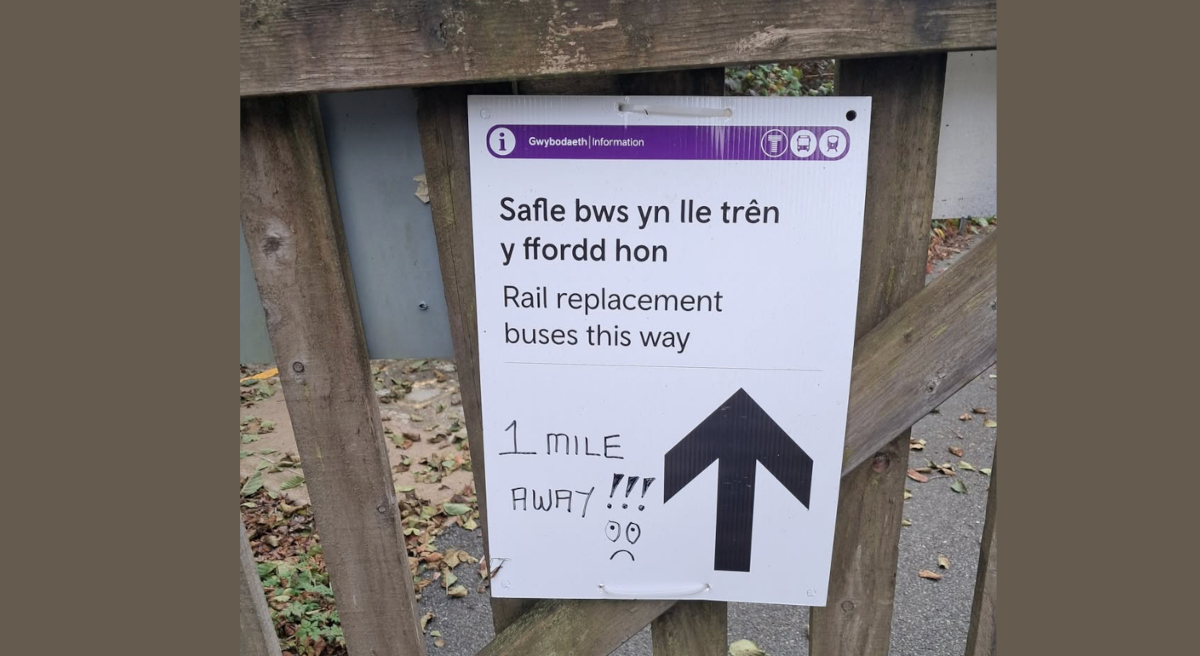 i Gwybodaeth|Information
Safle bws yn lle trên
y ffordd hon
Rail replacement
buses this way
1 MILE
AWAY !!!